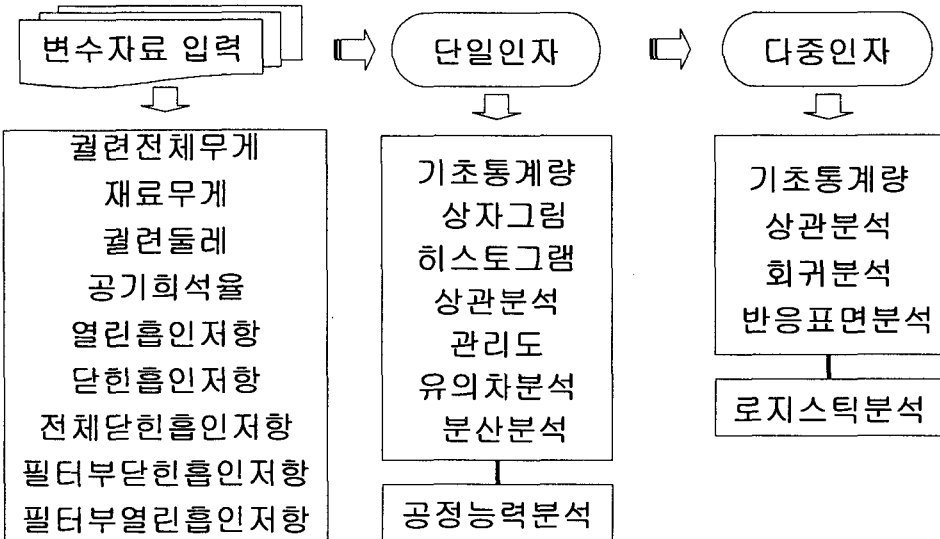 변수자료 입력
단일인자
다중인자
궐련전체무게
재료무게
궐련둘레
공기희석율
열린흡인저항
닫힌흡인저항
전체닫힌흡인저항
필터부닫힌흡인저항
필터부열린흡인저항
기초통계량
상자그림
히스토그램
상관분석
관리도
유의차분석
분산분석
공정능력분석
기초통계량
상관분석
회귀분석
반응표면분석
로지스틱분석